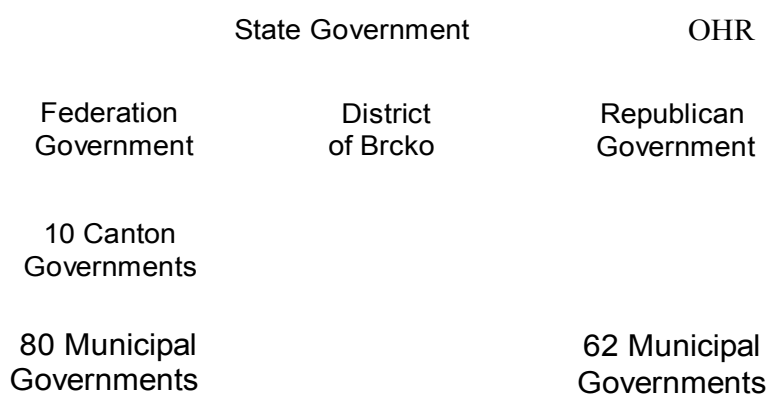 State Government OHR
Federation District Republican
Government of Brcko Government
10 Canton
Governments
80 Municipal 62 Municipal
Governments Governments